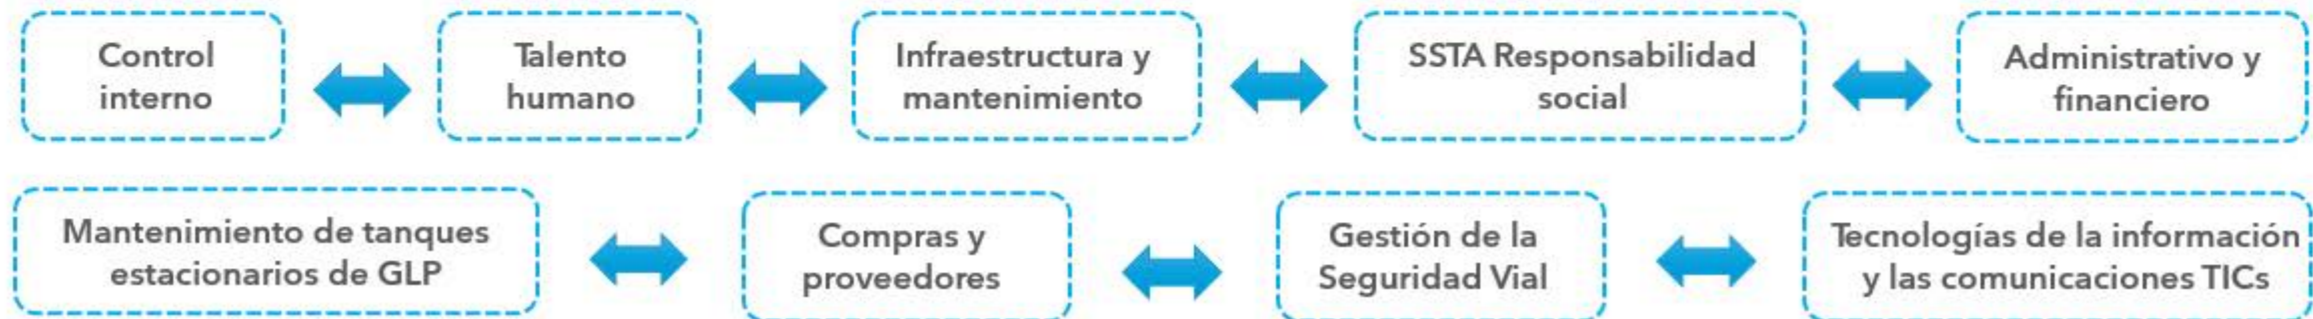 Control
interno
Talento
humano
Infraestructura y
mantenimiento
SSTA Responsabilidad
social
Administrativo y
financiero
Mantenimiento de tanques
estacionarios de GLP
Compras y
proveedores
Gestión de la
Seguridad Vial
Tecnologías de la información
y las comunicaciones TICs